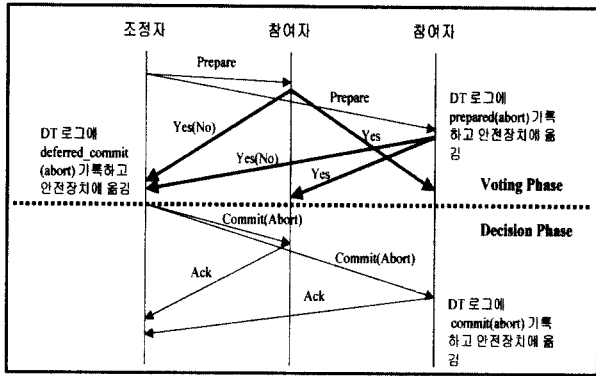 조정자
참여자
참여자
Prepare
Prepare
DT 로그에
prepared(abort) 기록
하고 안전장치에 옮
김
DT 로그에
deferred_commit
(abort) 기록하고
안전장치에 옮김
Yes(No)
Yes
Yes(No)
Yes
Voting Phase
Decision Phase
Commit(Abort)
Commit(Abort)
Ack
Ack
DT 로그에
commit(abort) 기록
하고 안전장치에 옮
김